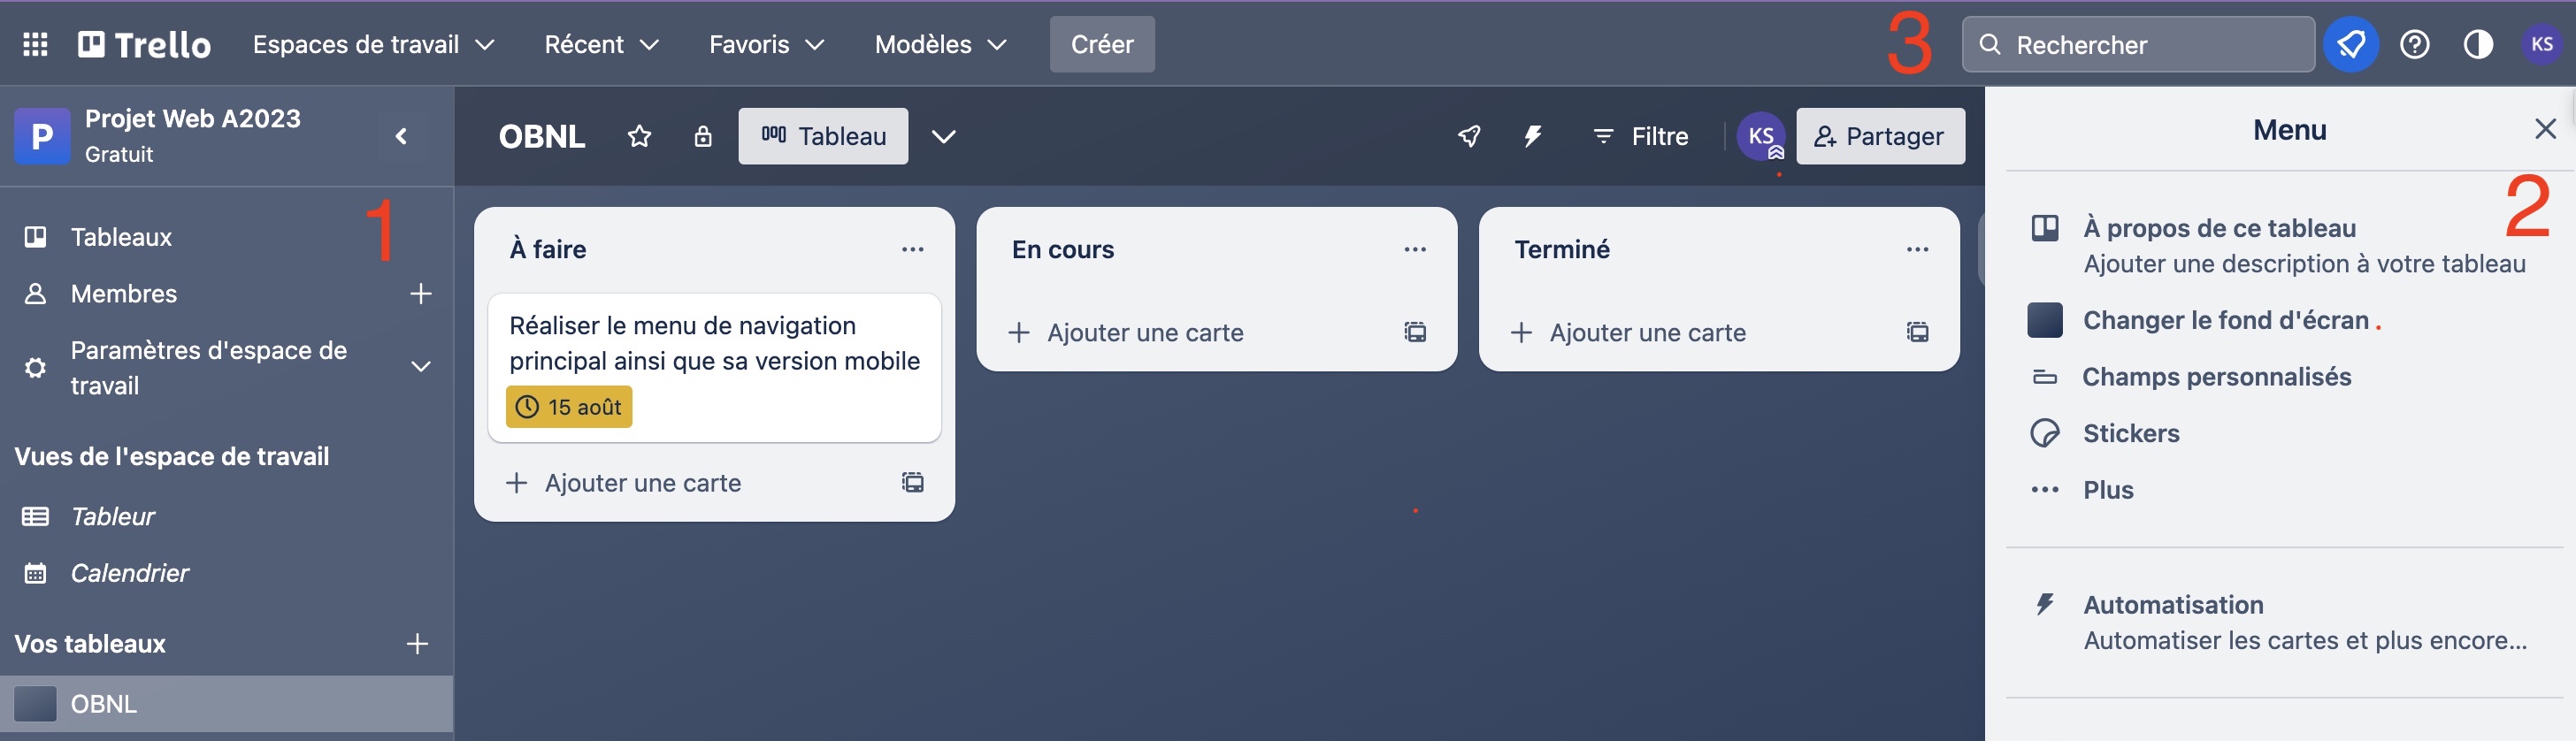 Trello Espaces de travail Récent Favoris Modèles Créer 3 Rechercher KS
P Projet Web A2023
Gratuit
1
Tableaux
Membres
Paramètres d'espace de
travail
Vues de l'espace de travail
Tableur
Calendrier
Vos tableaux
OBNL
OBNL Tableau Filtre KS Partager
À faire
Réaliser le menu de navigation
principal ainsi que sa version mobile
15 août
+ Ajouter une carte
En cours
+ Ajouter une carte
Terminé
+ Ajouter une carte
Menu
2
À propos de ce tableau
Ajouter une description à votre tableau
Changer le fond d'écran
Champs personnalisés
Stickers
Plus
Automatisation
Automatiser les cartes et plus encore...